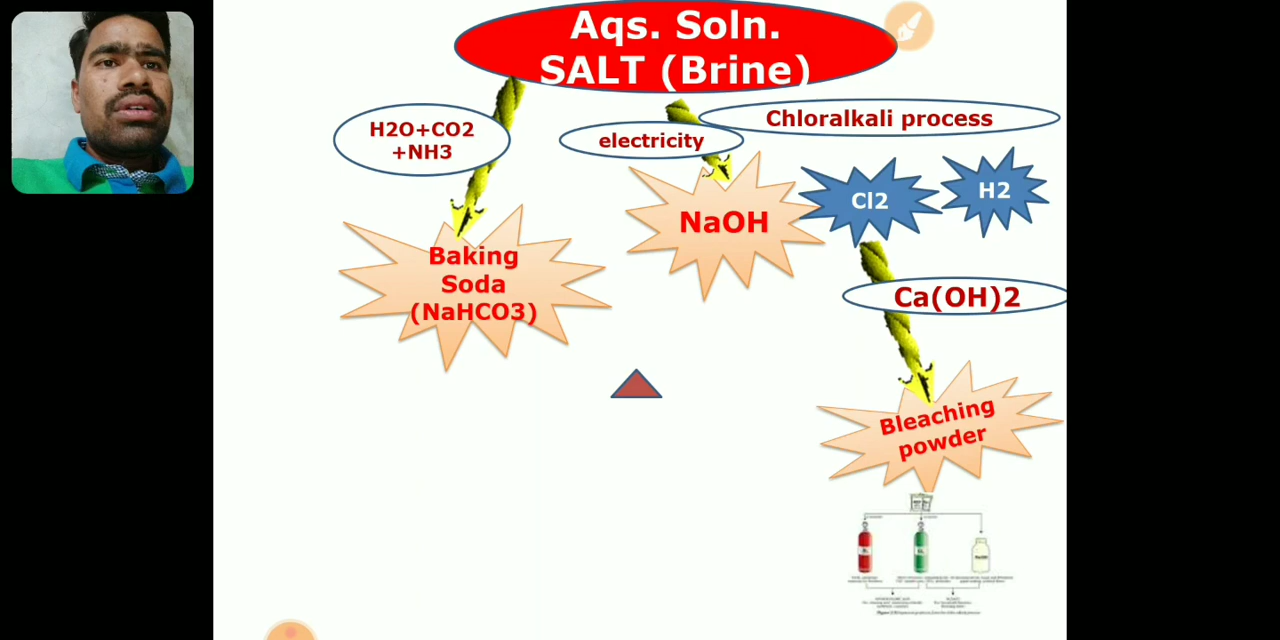 Aqs. Soln.
SALT (Brine)
H2O+CO2
+NH3
electricity
Chloralkali process
Cl2
H2
NaOH
Baking
Soda
(NaHCO3)
Ca(OH)2
Bleaching
powder